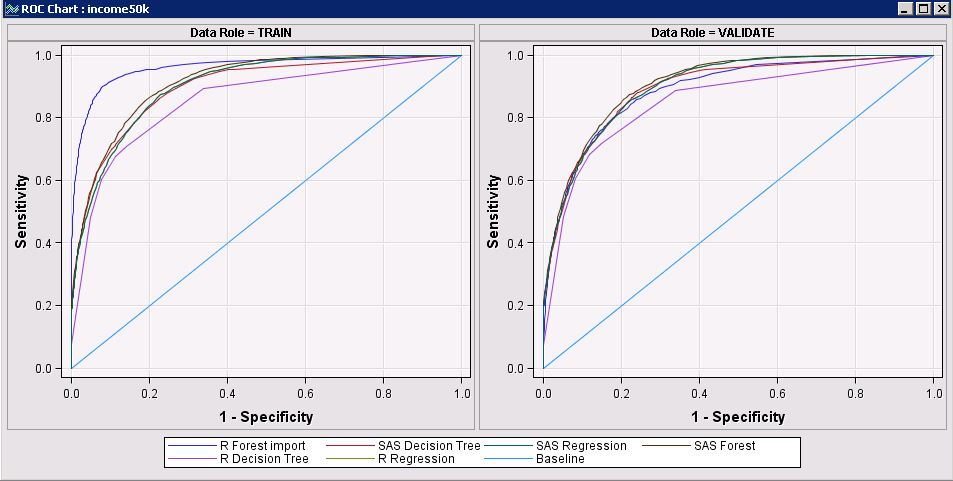 ROC Chart : income50k
Data Role = TRAIN
Data Role = VALIDATE
Sensitivity
1.0
0.8
0.6
0.4
0.2
0.0
0.0 0.2 0.4 0.6 0.8 1.0
1 - Specificity
Sensitivity
1.0
0.8
0.6
0.4
0.2
0.0
0.0 0.2 0.4 0.6 0.8 1.0
1 - Specificity
R Forest import SAS Decision Tree SAS Regression SAS Forest
R Decision Tree R Regression Baseline